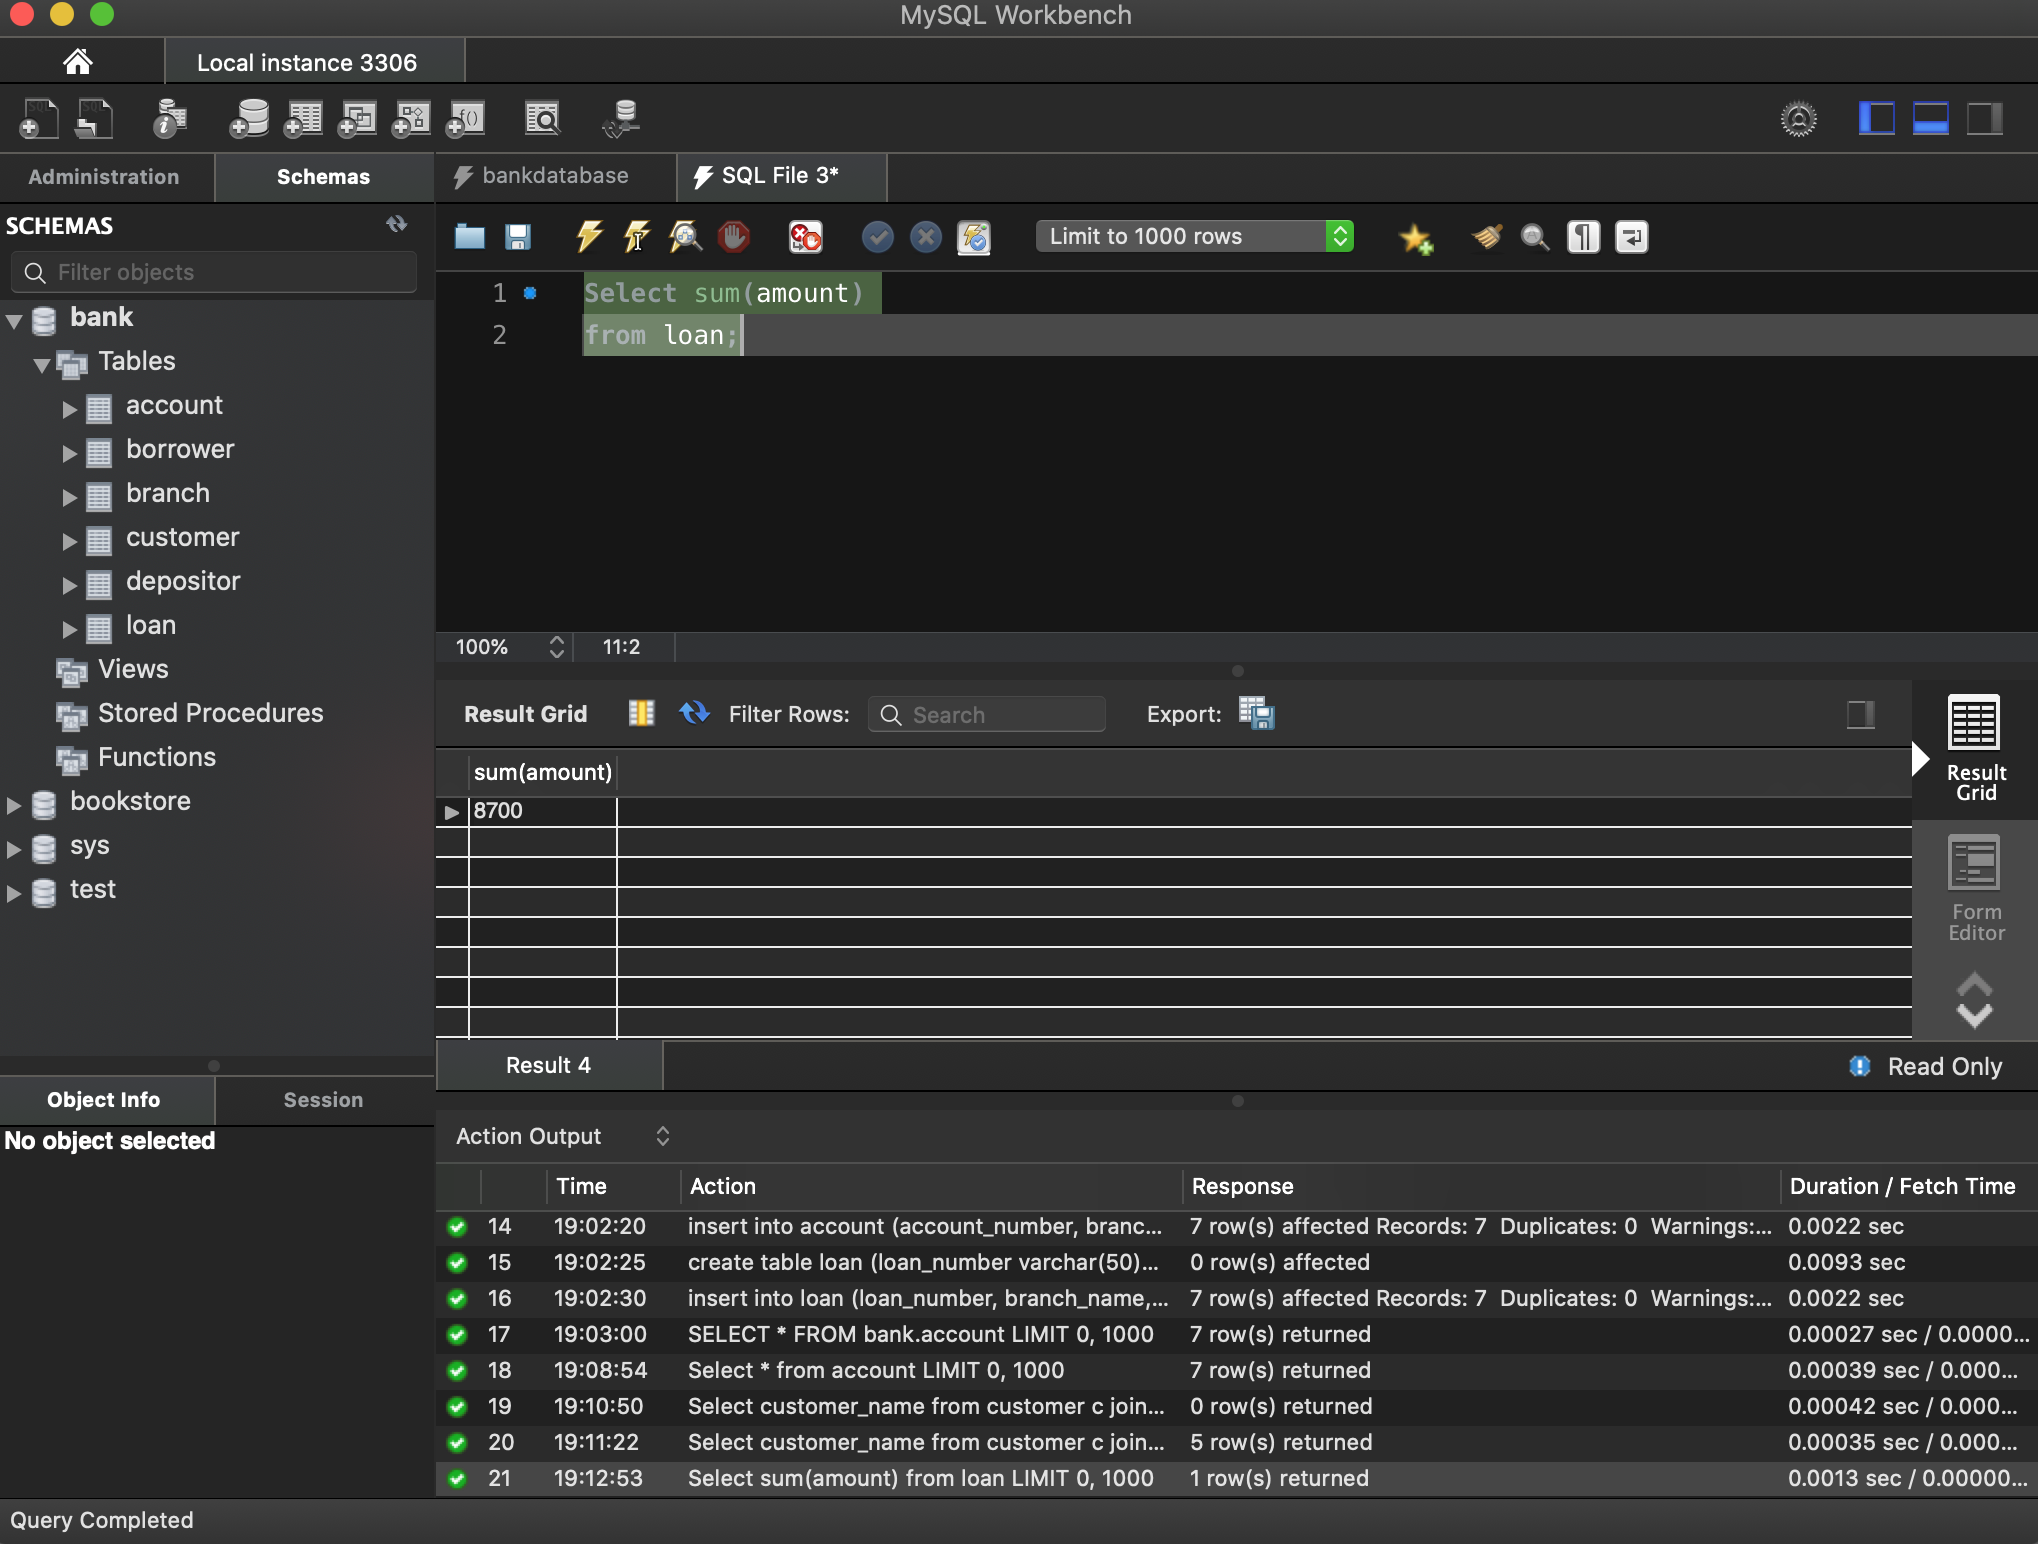 MySQL Workbench
Local instance 3306
Administration
Schemas
bankdatabase
SQL File 3*
SCHEMAS
Filter objects
Limit to 1000 rows
bank
Tables
account
borrower
branch
customer
depositor
loan
Views
Stored Procedures
Functions
bookstore
sys
test
1 Select sum(amount)
2 from loan;
100% 11:2
Result Grid Filter Rows: Search Export:
sum(amount)
8700
Result
Grid
Form
Editor
Result 4
Read Only
Object Info
Session
No object selected
Action Output
Time Action Response Duration / Fetch Time
14 19:02:20 insert into account (account_number, branc... 7 row(s) affected Records: 7 Duplicates: 0 Warnings:... 0.0022 sec
15 19:02:25 create table loan (loan_number varchar(50)... 0 row(s) affected 0.0093 sec
16 19:02:30 insert into loan (loan_number, branch_name,... 7 row(s) affected Records: 7 Duplicates: 0 Warnings:... 0.0022 sec
17 19:03:00 SELECT * FROM bank.account LIMIT 0, 1000 7 row(s) returned 0.00027 sec / 0.0000...
18 19:08:54 Select * from account LIMIT 0, 1000 7 row(s) returned 0.00039 sec / 0.000...
19 19:10:50 Select customer_name from customer c join... 0 row(s) returned 0.00042 sec / 0.000...
20 19:11:22 Select customer_name from customer c join... 5 row(s) returned 0.00035 sec / 0.000...
21 19:12:53 Select sum(amount) from loan LIMIT 0, 1000 1 row(s) returned 0.0013 sec / 0.00000...
Query Completed